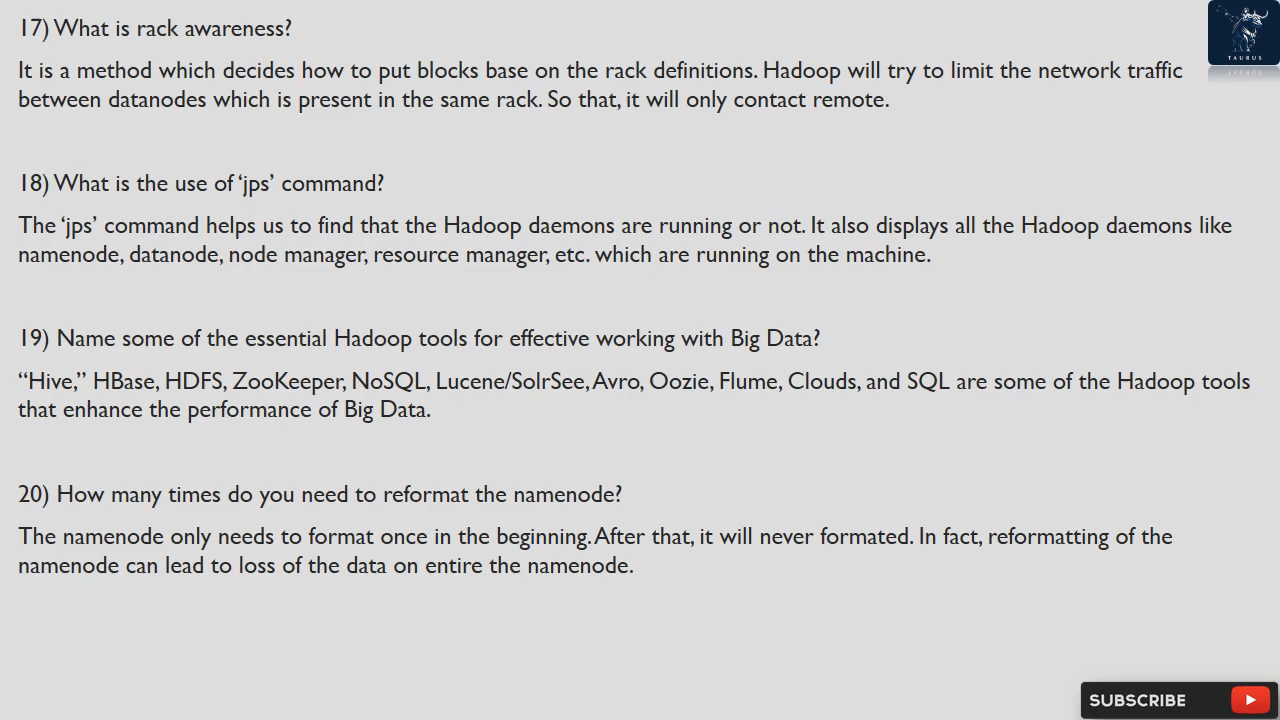 17) What is rack awareness?
TAURUS
It is a method which decides how to put blocks base on the rack definitions. Hadoop will try to limit the network traffic
between datanodes which is present in the same rack. So that, it will only contact remote.
18) What is the use of ‘jps’ command?
The ‘jps’ command helps us to find that the Hadoop daemons are running or not. It also displays all the Hadoop daemons like
namenode, datanode, node manager, resource manager, etc. which are running on the machine.
19) Name some of the essential Hadoop tools for effective working with Big Data?
“Hive,” HBase, HDFS, ZooKeeper, NoSQL, Lucene/SolrSee, Avro, Oozie, Flume, Clouds, and SQL are some of the Hadoop tools
that enhance the performance of Big Data.
20) How many times do you need to reformat the namenode?
The namenode only needs to format once in the beginning. After that, it will never formated. In fact, reformatting of the
namenode can lead to loss of the data on entire the namenode.
SUBSCRIBE